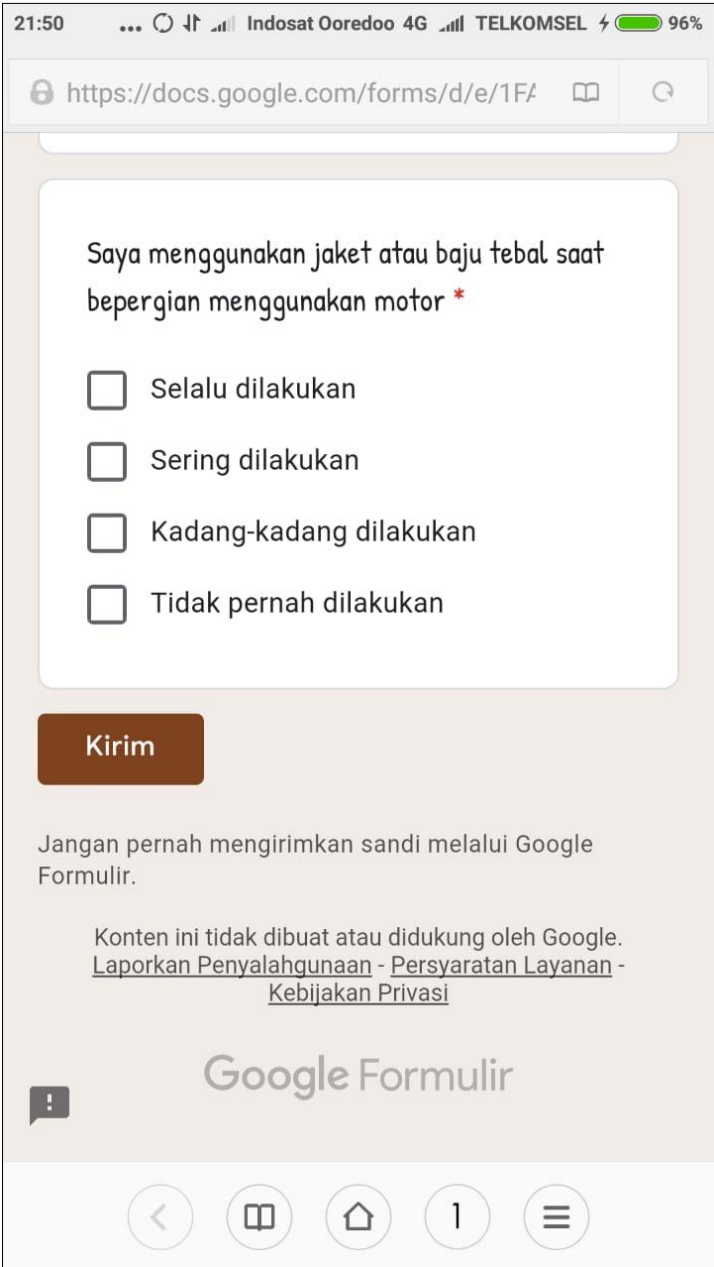 21:50 ... Indosat Ooredoo 4G TELKOMSEL 96%
https://docs.google.com/forms/d/e/1FA
Saya menggunakan jaket atau baju tebal saat
bepergian menggunakan motor *
Selalu dilakukan
Sering dilakukan
Kadang-kadang dilakukan
Tidak pernah dilakukan
Kirim
Jangan pernah mengirimkan sandi melalui Google
Formulir.
Konten ini tidak dibuat atau didukung oleh Google.
Laporkan Penyalahgunaan - Persyaratan Layanan -
Kebijakan Privasi
Google Formulir
1